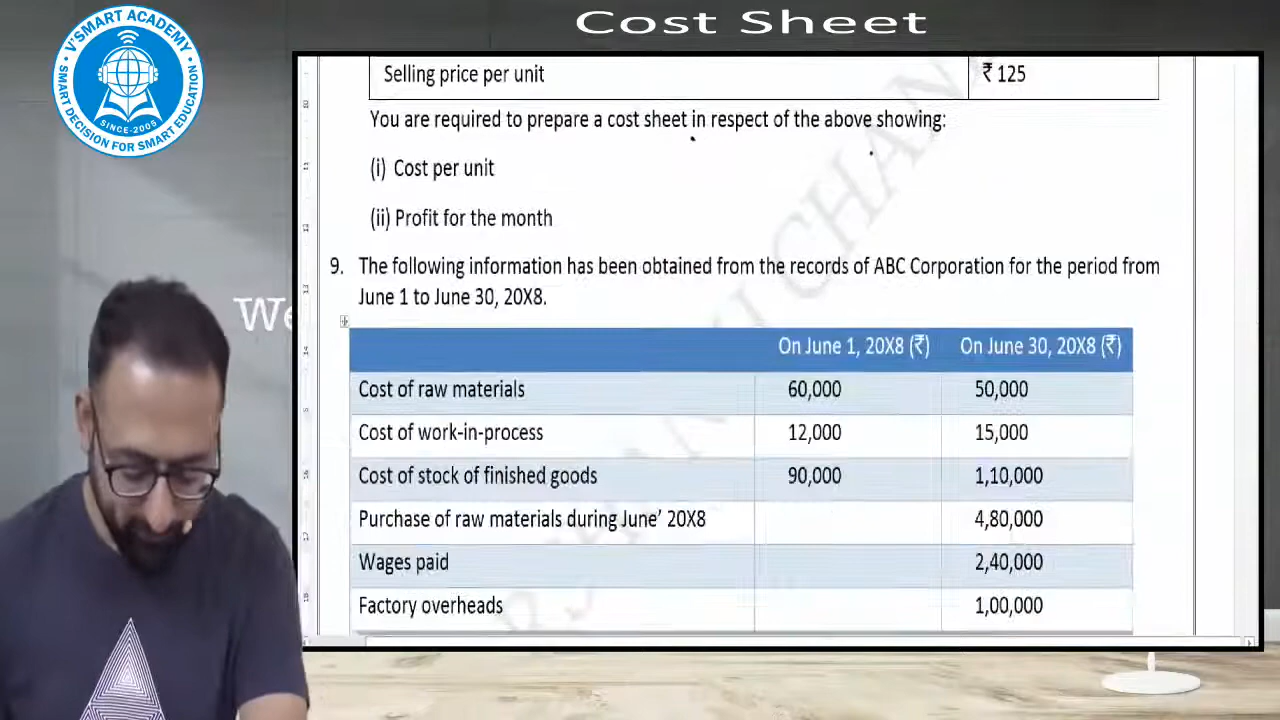 Cost Sheet
V'SMART ACADEMY
SINCE-2005
SMART DECISION FOR SMART EDUCATION
We
Selling price per unit ₹ 125
You are required to prepare a cost sheet in respect of the above showing:
(i) Cost per unit
(ii) Profit for the month
9. The following information has been obtained from the records of ABC Corporation for the period from
June 1 to June 30, 20X8.
On June 1, 20X8 (₹) On June 30, 20X8 (₹)
Cost of raw materials 60,000 50,000
Cost of work-in-process 12,000 15,000
Cost of stock of finished goods 90,000 1,10,000
Purchase of raw materials during June' 20X8 4,80,000
Wages paid 2,40,000
Factory overheads 1,00,000